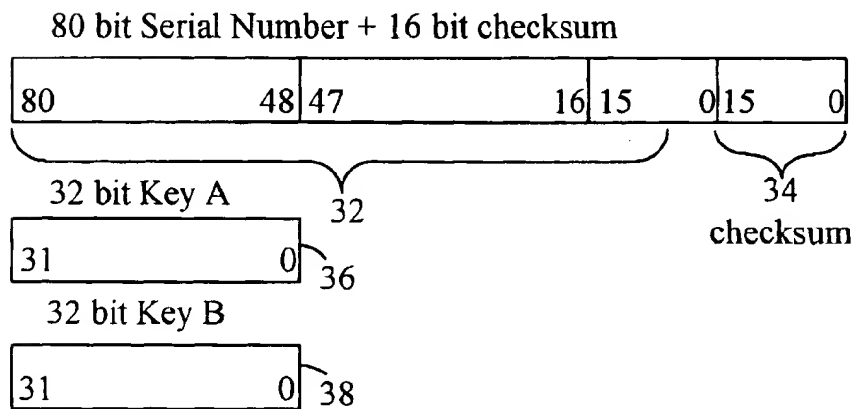 80 bit Serial Number + 16 bit checksum
80 48 47 16 15 0 15 0
32 bit Key A 32 34
checksum
31 0 36
32 bit Key B
31 0 38